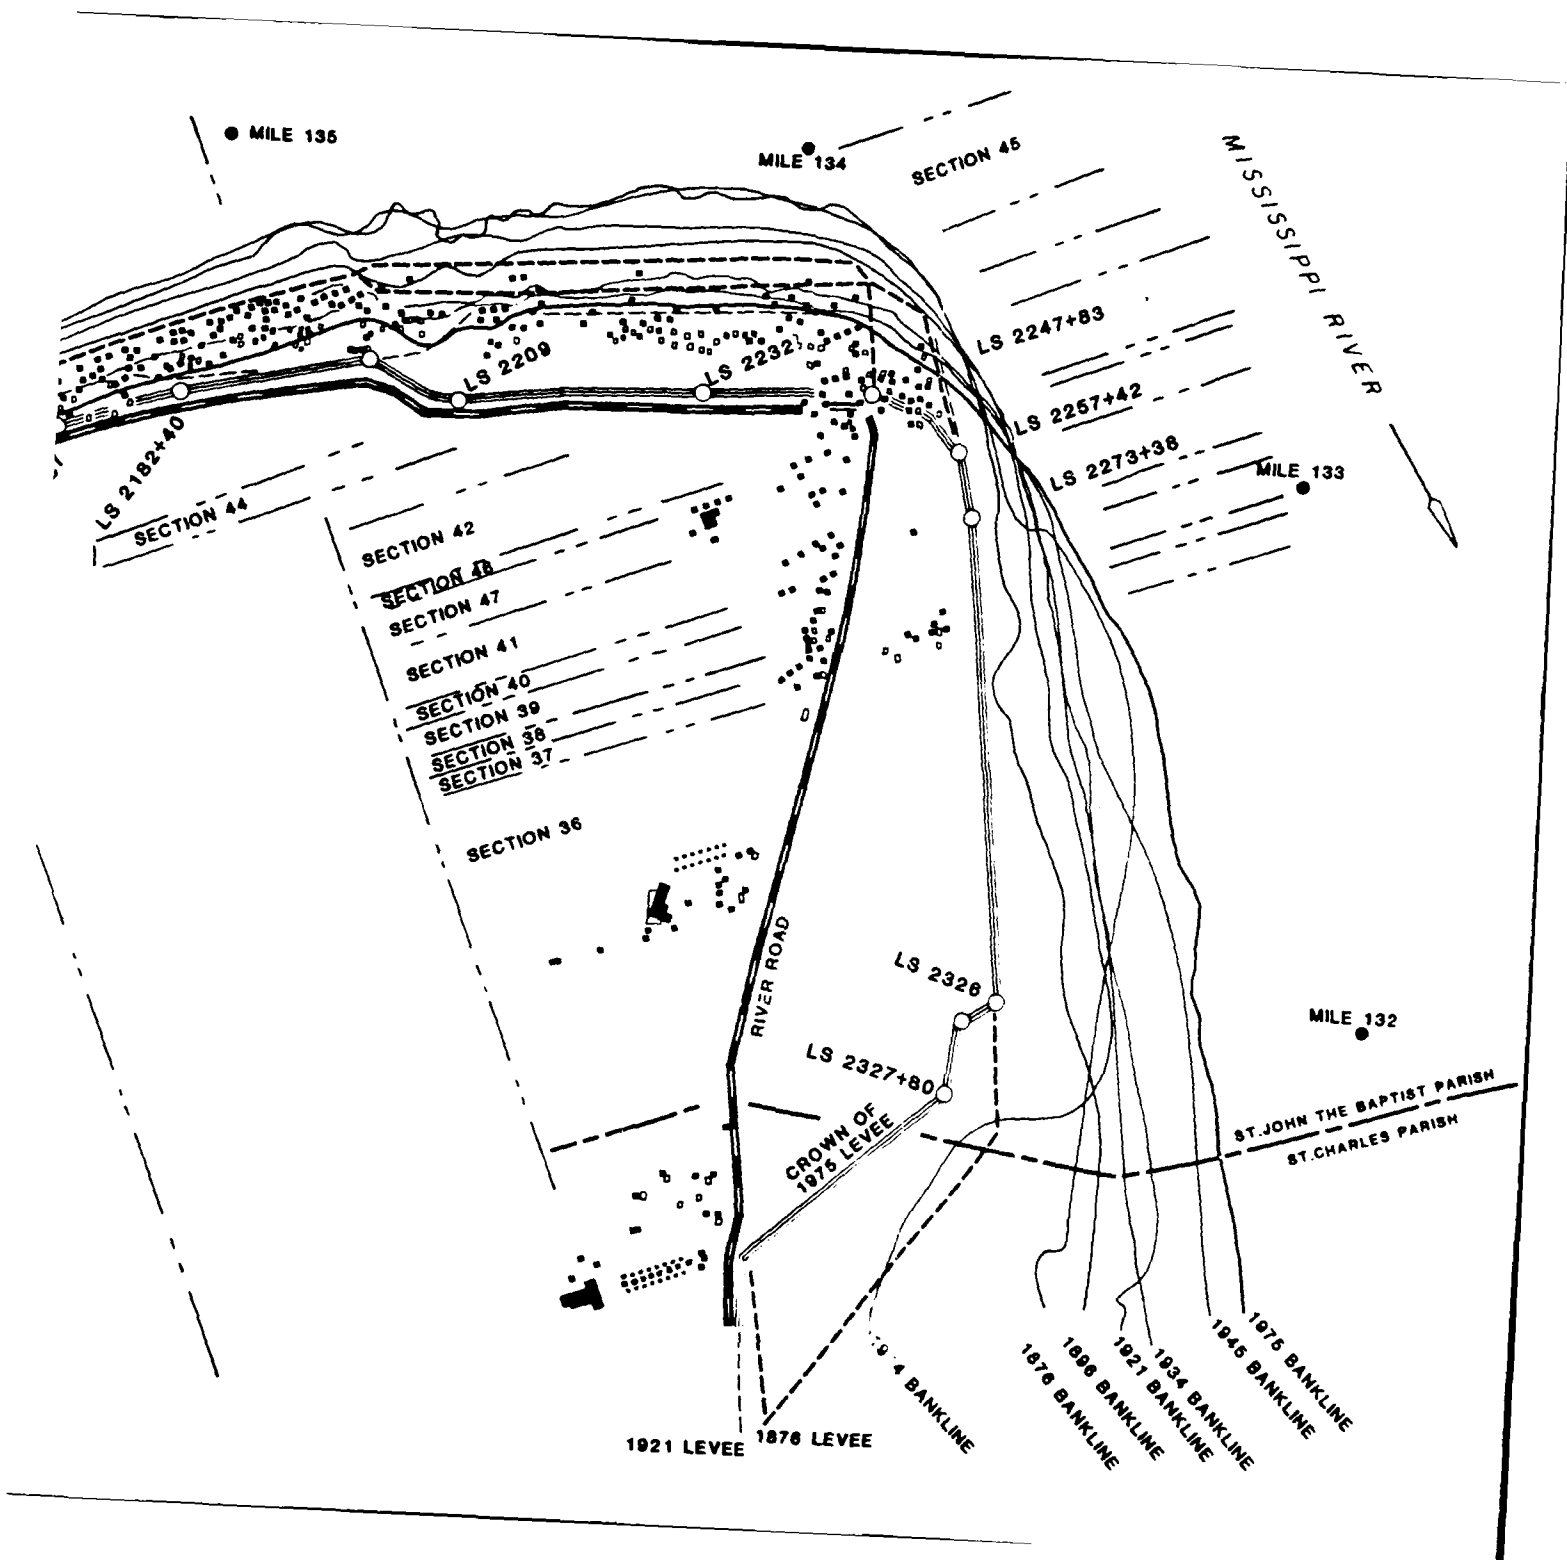 MILE 135
MILE 134
SECTION 45
MISSISSIPPI RIVER
LS 2247+83
LS 2209
LS 2232
LS 2257+42
LS 2182+40
LS 2273+38
MILE 133
SECTION 44
SECTION 42
SECTION 46
SECTION 47
SECTION 41
SECTION 40
SECTION 39
SECTION 38
SECTION 37
SECTION 36
RIVER ROAD
LS 2326
MILE 132
LS 2327+80
CROWN OF
1975 LEVEE
ST.JOHN THE BAPTIST PARISH
ST.CHARLES PARISH
BANKLINE
1876 BANKLINE
1896 BANKLINE
1921 BANKLINE
1934 BANKLINE
1945 BANKLINE
1975 BANKLINE
1921 LEVEE
1876 LEVEE